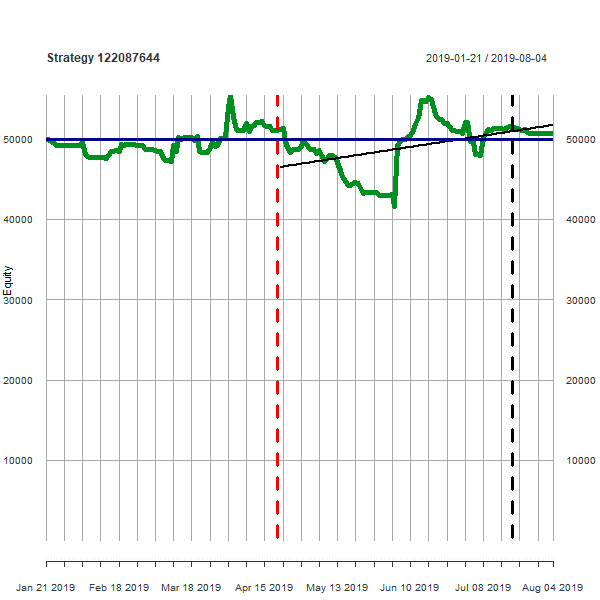 Strategy 122087644
2019-01-21 / 2019-08-04
50000
50000
40000
40000
Equity
30000
30000
20000
20000
10000
10000
Jan 21 2019
Feb 18 2019
Mar 18 2019
Apr 15 2019
May 13 2019
Jun 10 2019
Jul 08 2019
Aug 04 2019